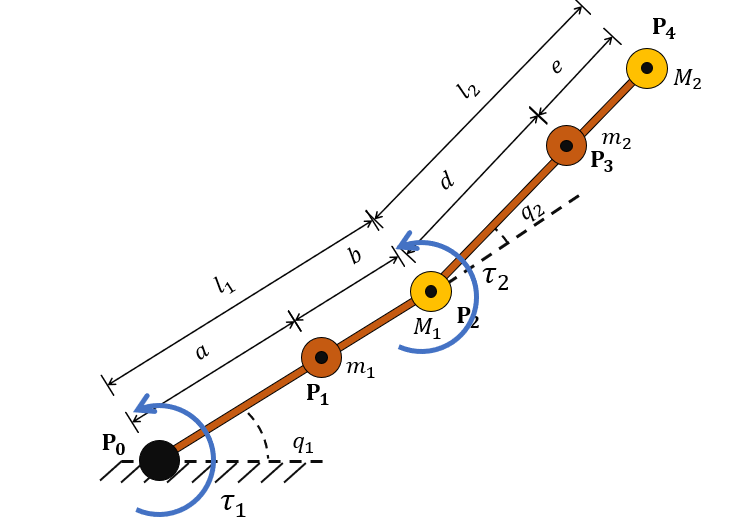 P₄
e
l₂
M₂
m₂
P₃
d
q₂
b
τ₂
l₁
P₂
M₁
a
m₁
P₁
P₀
q₁
τ₁